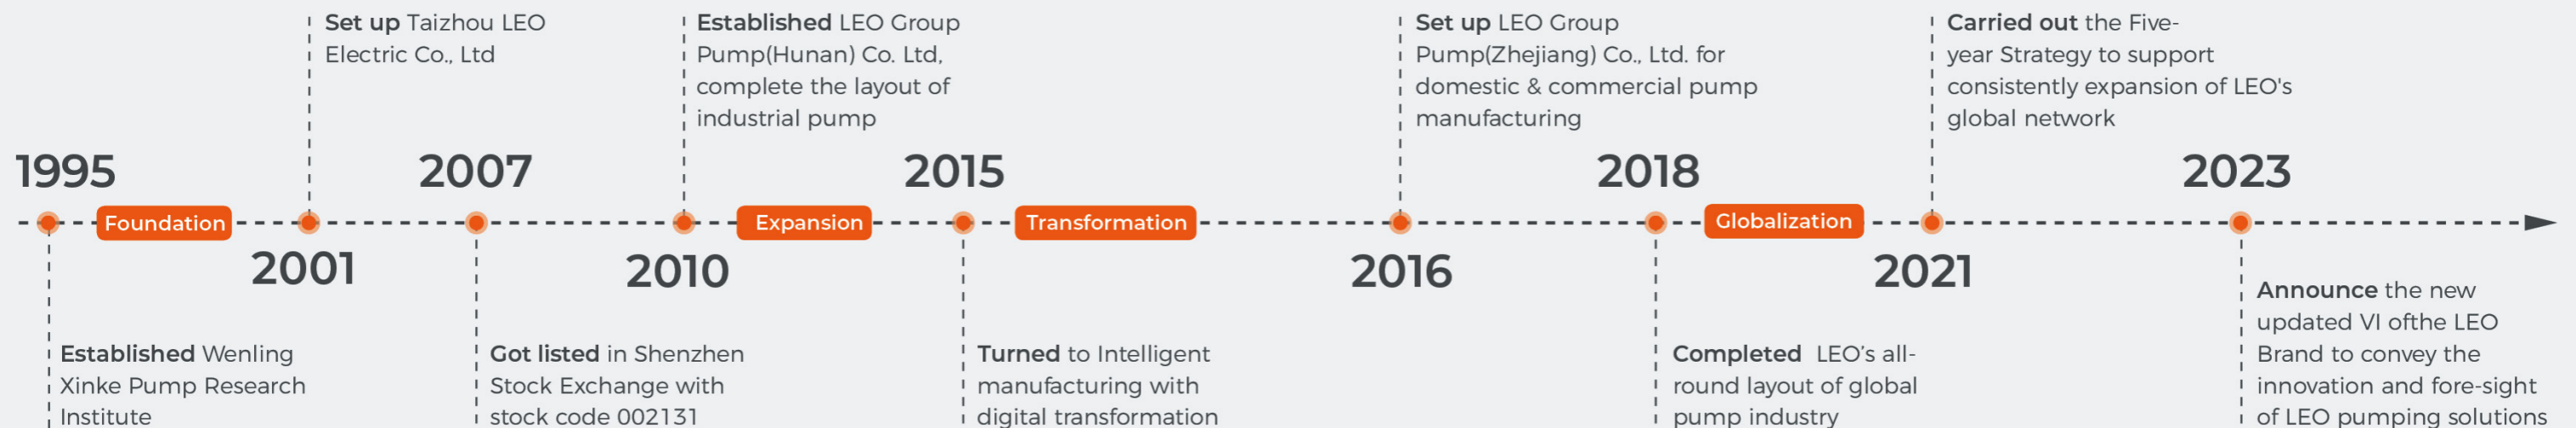 Set up Taizhou LEO
Electric Co., Ltd
Established LEO Group
Pump(Hunan) Co. Ltd,
complete the layout of
industrial pump
Set up LEO Group
Pump(Zhejiang) Co., Ltd. for
domestic & commercial pump
manufacturing
Carried out the Five-
year Strategy to support
consistently expansion of LEO's
global network
1995
2007
2015
2018
2023
Foundation
Expansion
Transformation
Globalization
2001
2010
2016
2021
Established Wenling
Xinke Pump Research
Institute
Got listed in Shenzhen
Stock Exchange with
stock code 002131
Turned to Intelligent
manufacturing with
digital transformation
Completed LEO’s all-
round layout of global
pump industry
Announce the new
updated VI ofthe LEO
Brand to convey the
innovation and fore-sight
of LEO pumping solutions